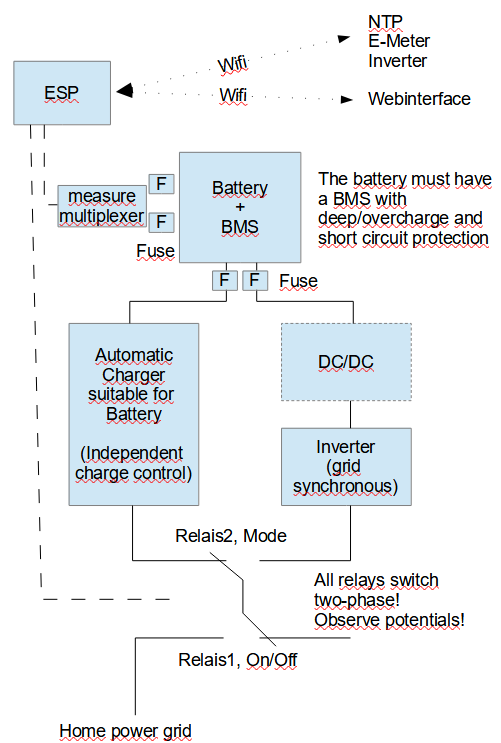 NTP
E-Meter
Inverter
Wifi
ESP
Wifi
Webinterface
measure
multiplexer
F
F
Fuse
Battery
+
BMS
The battery must have
a BMS with
deep/overcharge and
short circuit protection
F
F
Fuse
Automatic
Charger
suitable for
Battery
(Independent
charge control)
DC/DC
Inverter
(grid
synchronous)
Relais2, Mode
All relays switch
two-phase!
Observe potentials!
Relais1, On/Off
Home power grid